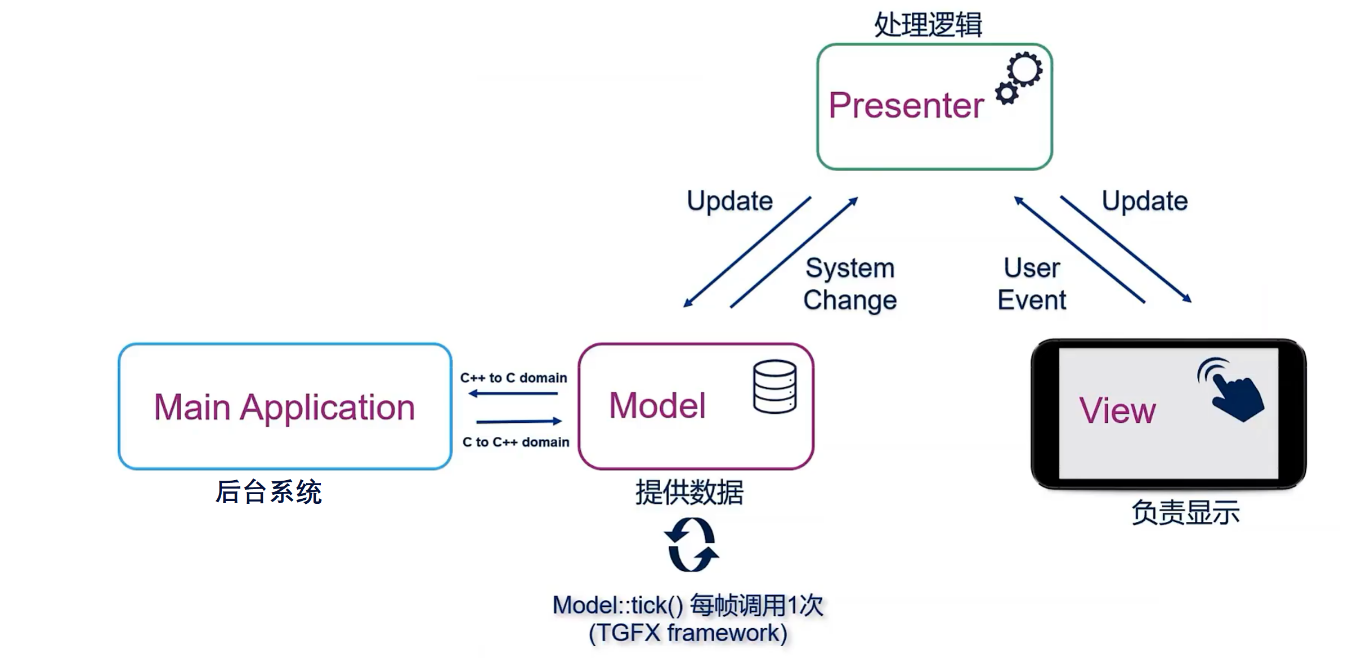 处理逻辑
Presenter
Update
Update
System
Change
User
Event
Main Application
C++ to C domain
C to C++ domain
Model
View
后台系统
提供数据
负责显示
Model::tick() 每帧调用1次
(TGFX framework)